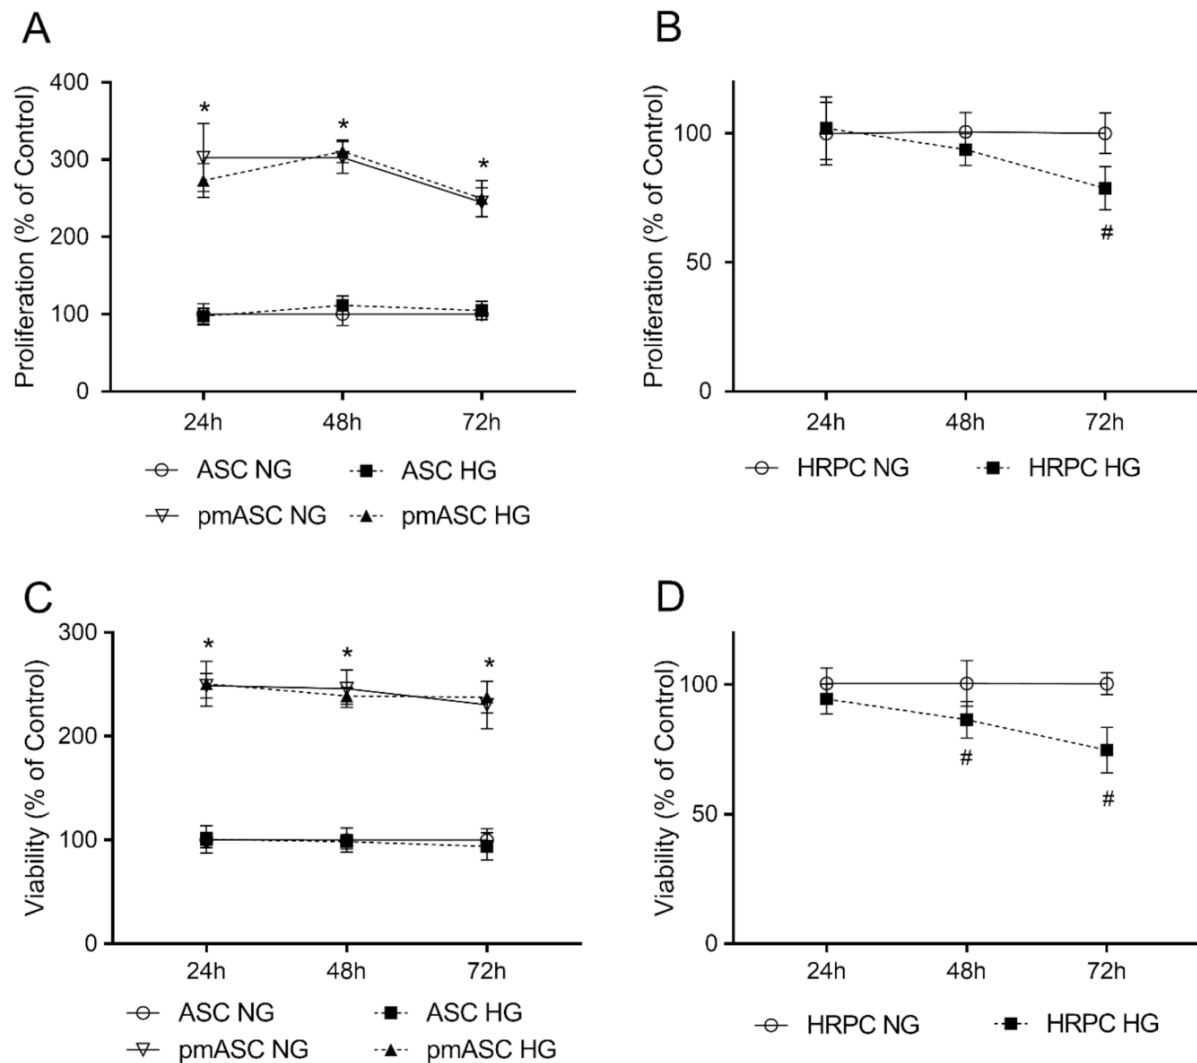 A
Proliferation (% of Control)
400
300
200
100
0
*
*
*
24h
48h
72h
ASC NG
ASC HG
pmASC NG
pmASC HG
B
Proliferation (% of Control)
100
50
0
#
24h
48h
72h
HRPC NG
HRPC HG
C
Viability (% of Control)
300
200
100
0
*
*
*
24h
48h
72h
ASC NG
ASC HG
pmASC NG
pmASC HG
D
Viability (% of Control)
100
50
0
#
#
24h
48h
72h
HRPC NG
HRPC HG